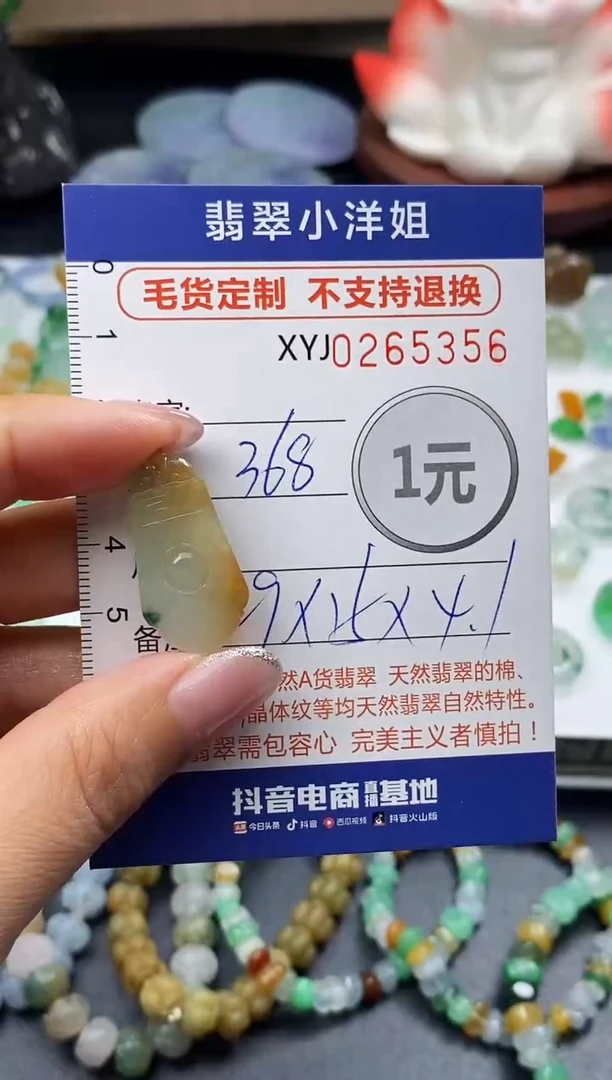 翡翠小洋姐
毛货定制 不支持退换
XYJ0265356
0
1
368
1元
4
5
9×15×4.1
备
然A货翡翠 天然翡翠的棉、
晶体纹等均天然翡翠自然特性。
翡翠需包容心 完美主义者慎拍！
抖音电商直播基地
今日头条 抖音 西瓜视频 抖音火山版